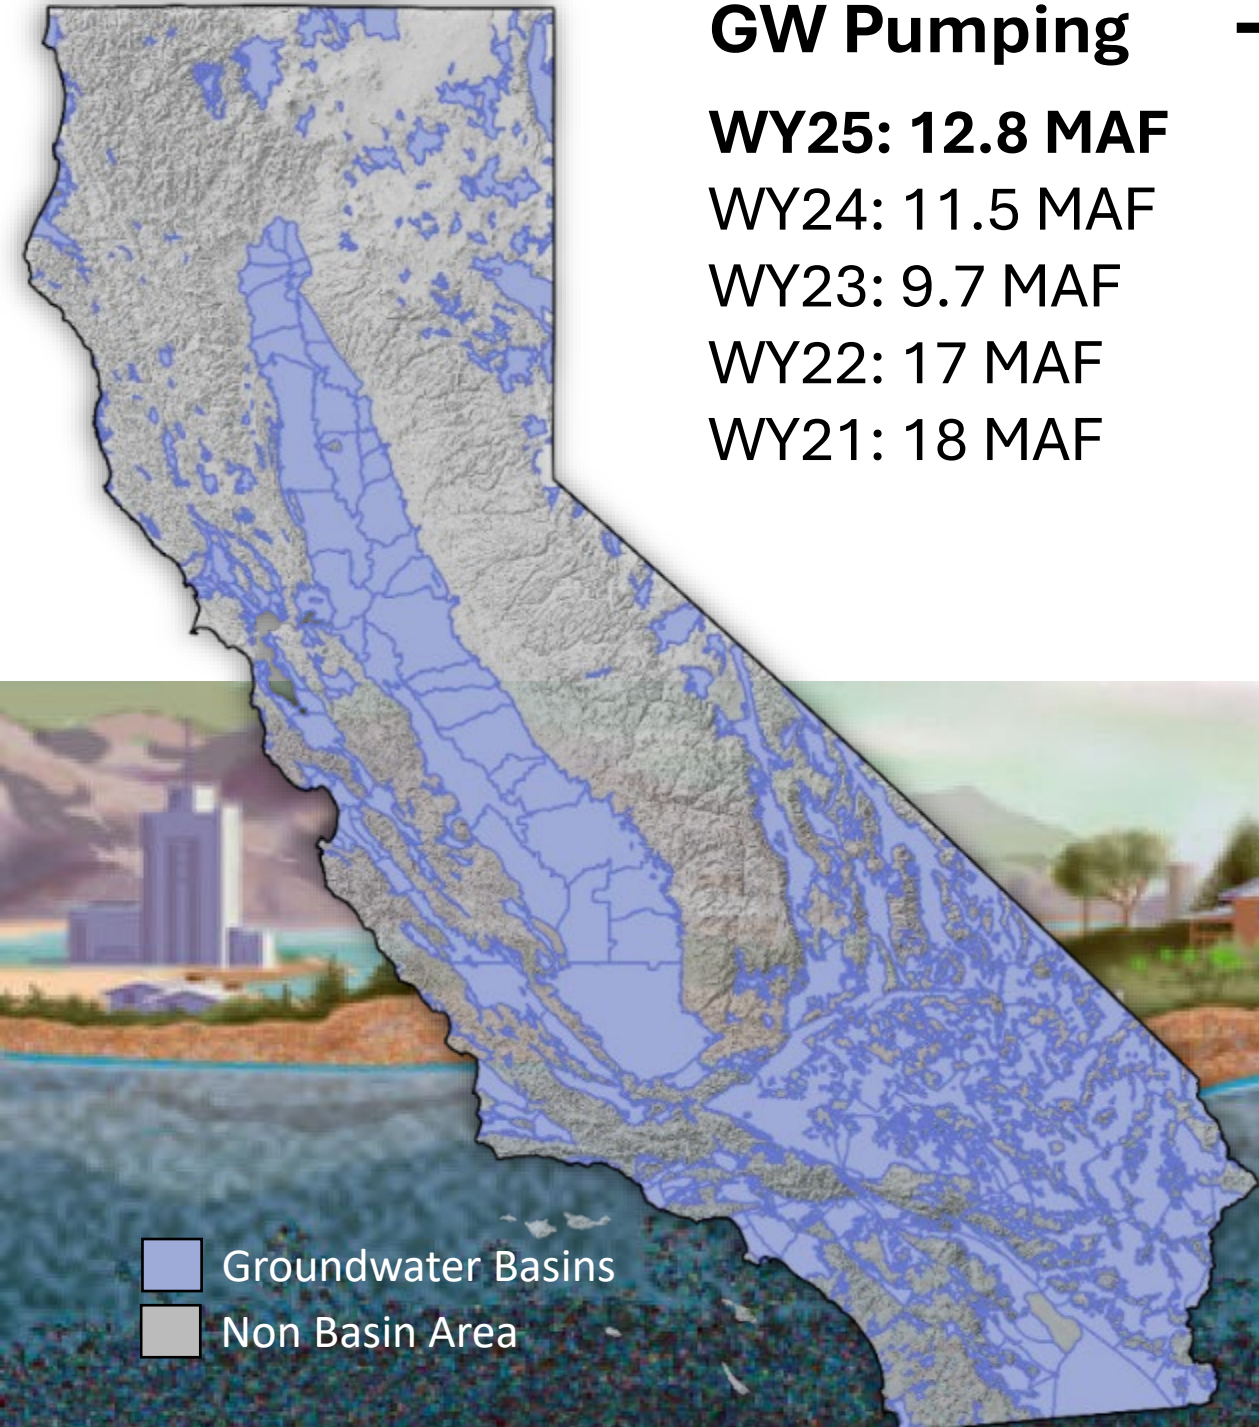 GW Pumping -
WY25: 12.8 MAF
WY24: 11.5 MAF
WY23: 9.7 MAF
WY22: 17 MAF
WY21: 18 MAF
Groundwater Basins
Non Basin Area